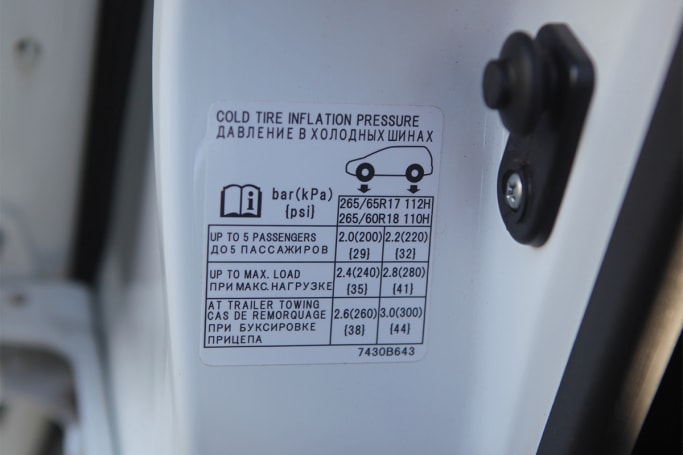 COLD TIRE INFLATION PRESSURE
ДАВЛЕНИЕ В ХОЛОДНЫХ ШИНАХ
bar(kPa)
{psi}
265/65R17 112H
265/60R18 110H
UP TO 5 PASSENGERS
ДО 5 ПАССАЖИРОВ
2.0(200) 2.2(220)
{29} {32}
UP TO MAX. LOAD
ПРИ МАКС. НАГРУЗКЕ
2.4(240) 2.8(280)
{35} {41}
AT TRAILER TOWING
CAS DE REMORQUAGE
ПРИ БУКСИРОВКЕ
ПРИЦЕПА
2.6(260) 3.0(300)
{38} {44}
7430B643